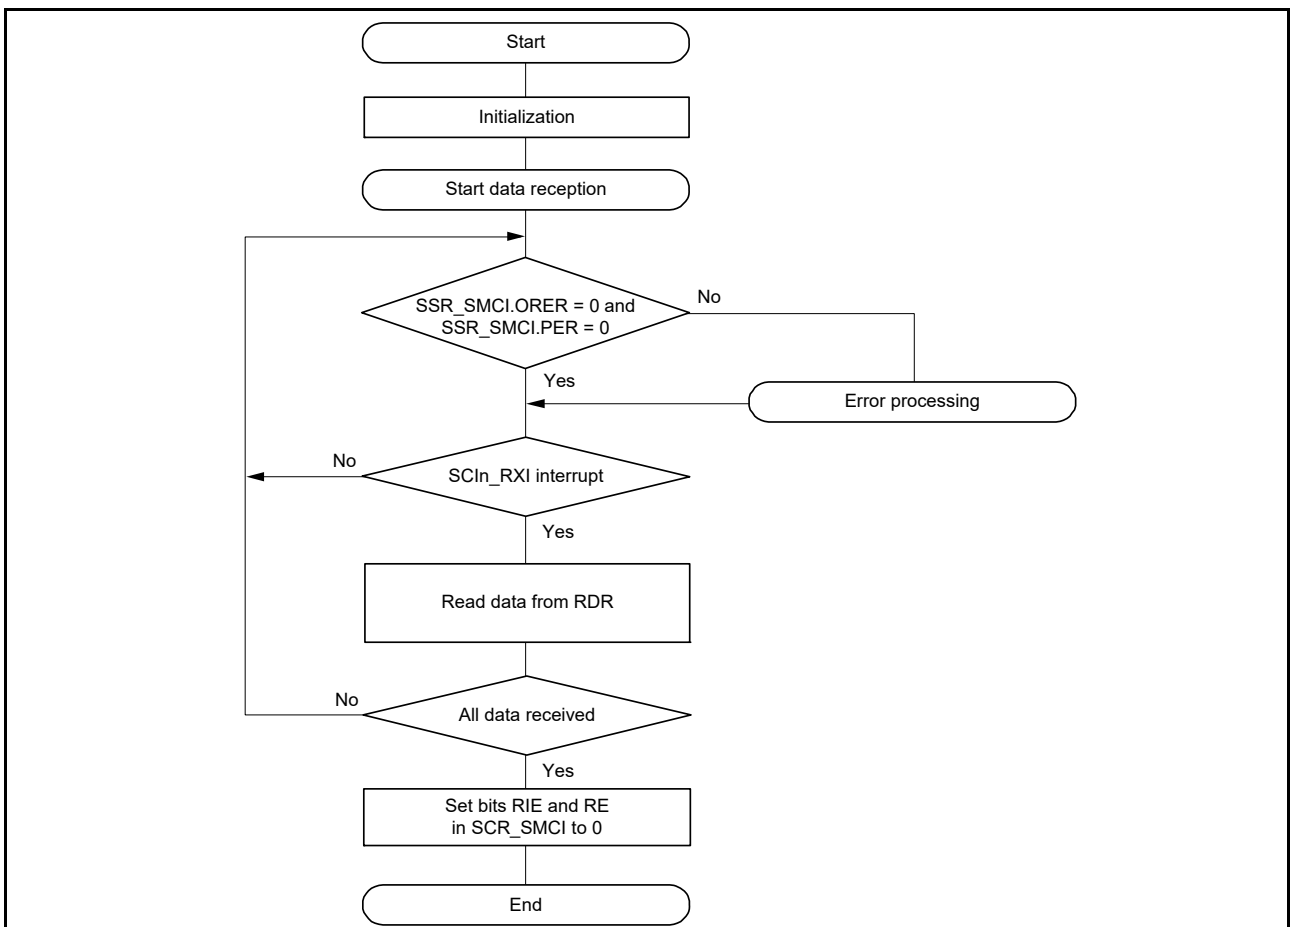 Start
Initialization
Start data reception
SSR_SMCI.ORER = 0 and
SSR_SMCI.PER = 0
No
Yes
Error processing
No
SCIn_RXI interrupt
Yes
Read data from RDR
No
All data received
Yes
Set bits RIE and RE
in SCR_SMCI to 0
End